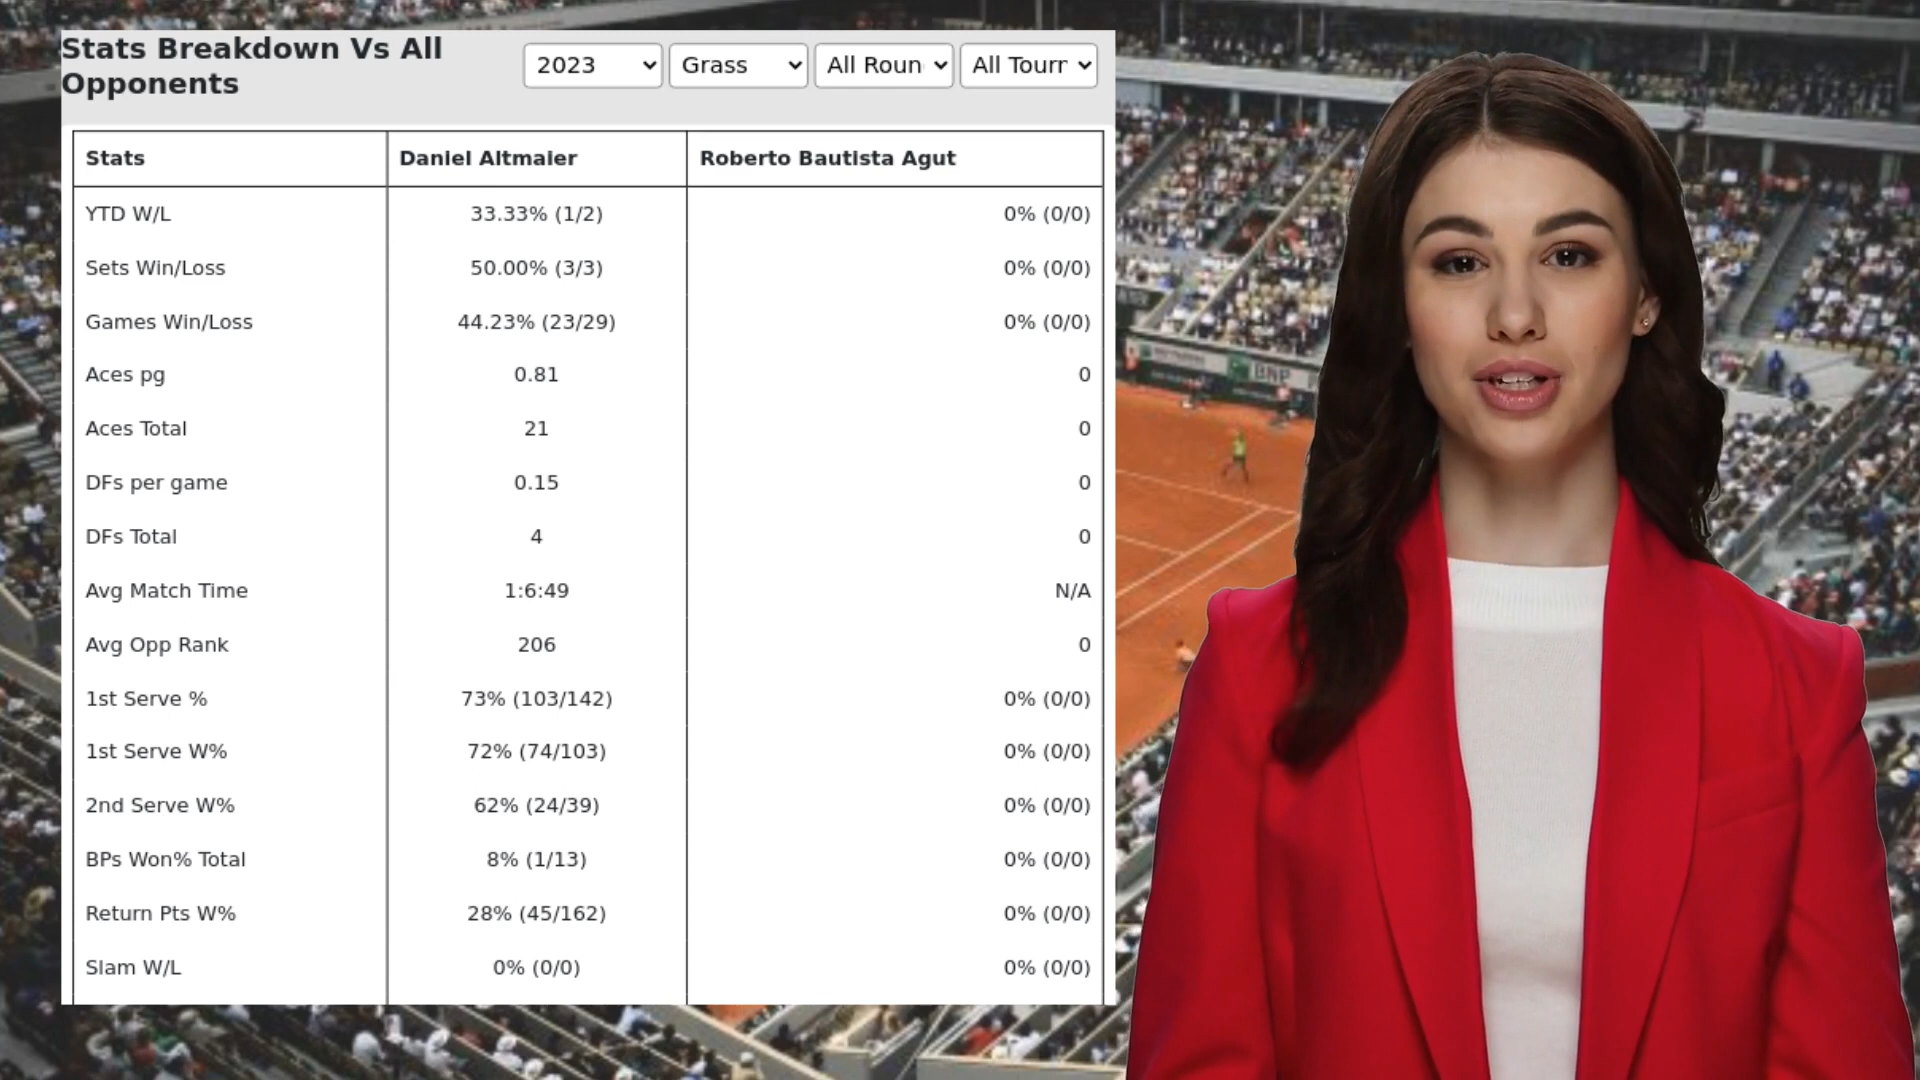 Stats Breakdown Vs All
Opponents
2023
Grass
All Roun
All Tourr
Stats Daniel Altmaier Roberto Bautista Agut
YTD W/L 33.33% (1/2) 0% (0/0)
Sets Win/Loss 50.00% (3/3) 0% (0/0)
Games Win/Loss 44.23% (23/29) 0% (0/0)
Aces pg 0.81 0
Aces Total 21 0
DFs per game 0.15 0
DFs Total 4 0
Avg Match Time 1:6:49 N/A
Avg Opp Rank 206 0
1st Serve % 73% (103/142) 0% (0/0)
1st Serve W% 72% (74/103) 0% (0/0)
2nd Serve W% 62% (24/39) 0% (0/0)
BPs Won% Total 8% (1/13) 0% (0/0)
Return Pts W% 28% (45/162) 0% (0/0)
Slam W/L 0% (0/0) 0% (0/0)
BNP